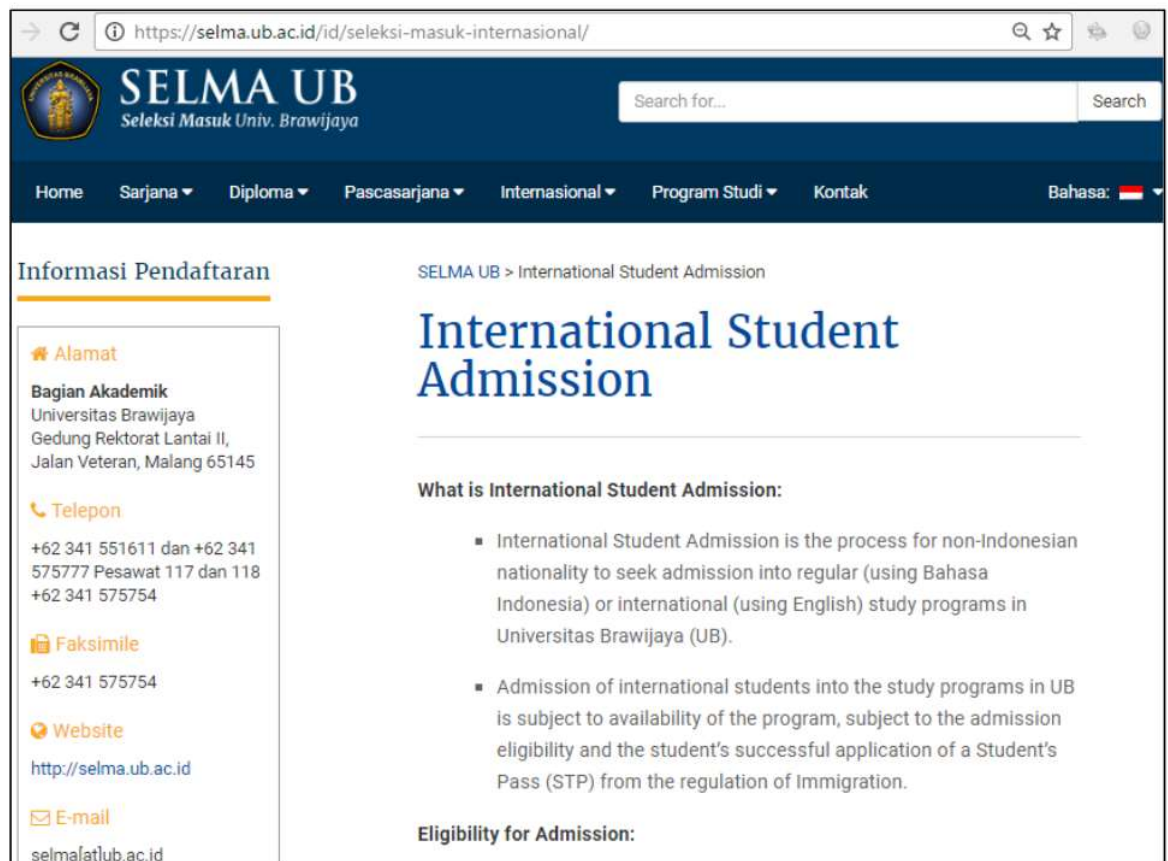 https://selma.ub.ac.id/id/seleksi-masuk-internasional/
SELMA UB
Seleksi Masuk Univ. Brawijaya
Search for...
Search
Home Sarjana Diploma Pascasarjana Internasional Program Studi Kontak Bahasa:
Informasi Pendaftaran
Alamat
Bagian Akademik
Universitas Brawijaya
Gedung Rektorat Lantai II,
Jalan Veteran, Malang 65145
Telepon
+62 341 551611 dan +62 341
575777 Pesawat 117 dan 118
+62 341 575754
Faksimile
+62 341 575754
Website
http://selma.ub.ac.id
E-mail
selma[at]ub.ac.id
SELMA UB > International Student Admission
International Student
Admission
What is International Student Admission:
International Student Admission is the process for non-Indonesian
nationality to seek admission into regular (using Bahasa
Indonesia) or international (using English) study programs in
Universitas Brawijaya (UB).
Admission of international students into the study programs in UB
is subject to availability of the program, subject to the admission
eligibility and the student's successful application of a Student's
Pass (STP) from the regulation of Immigration.
Eligibility for Admission: